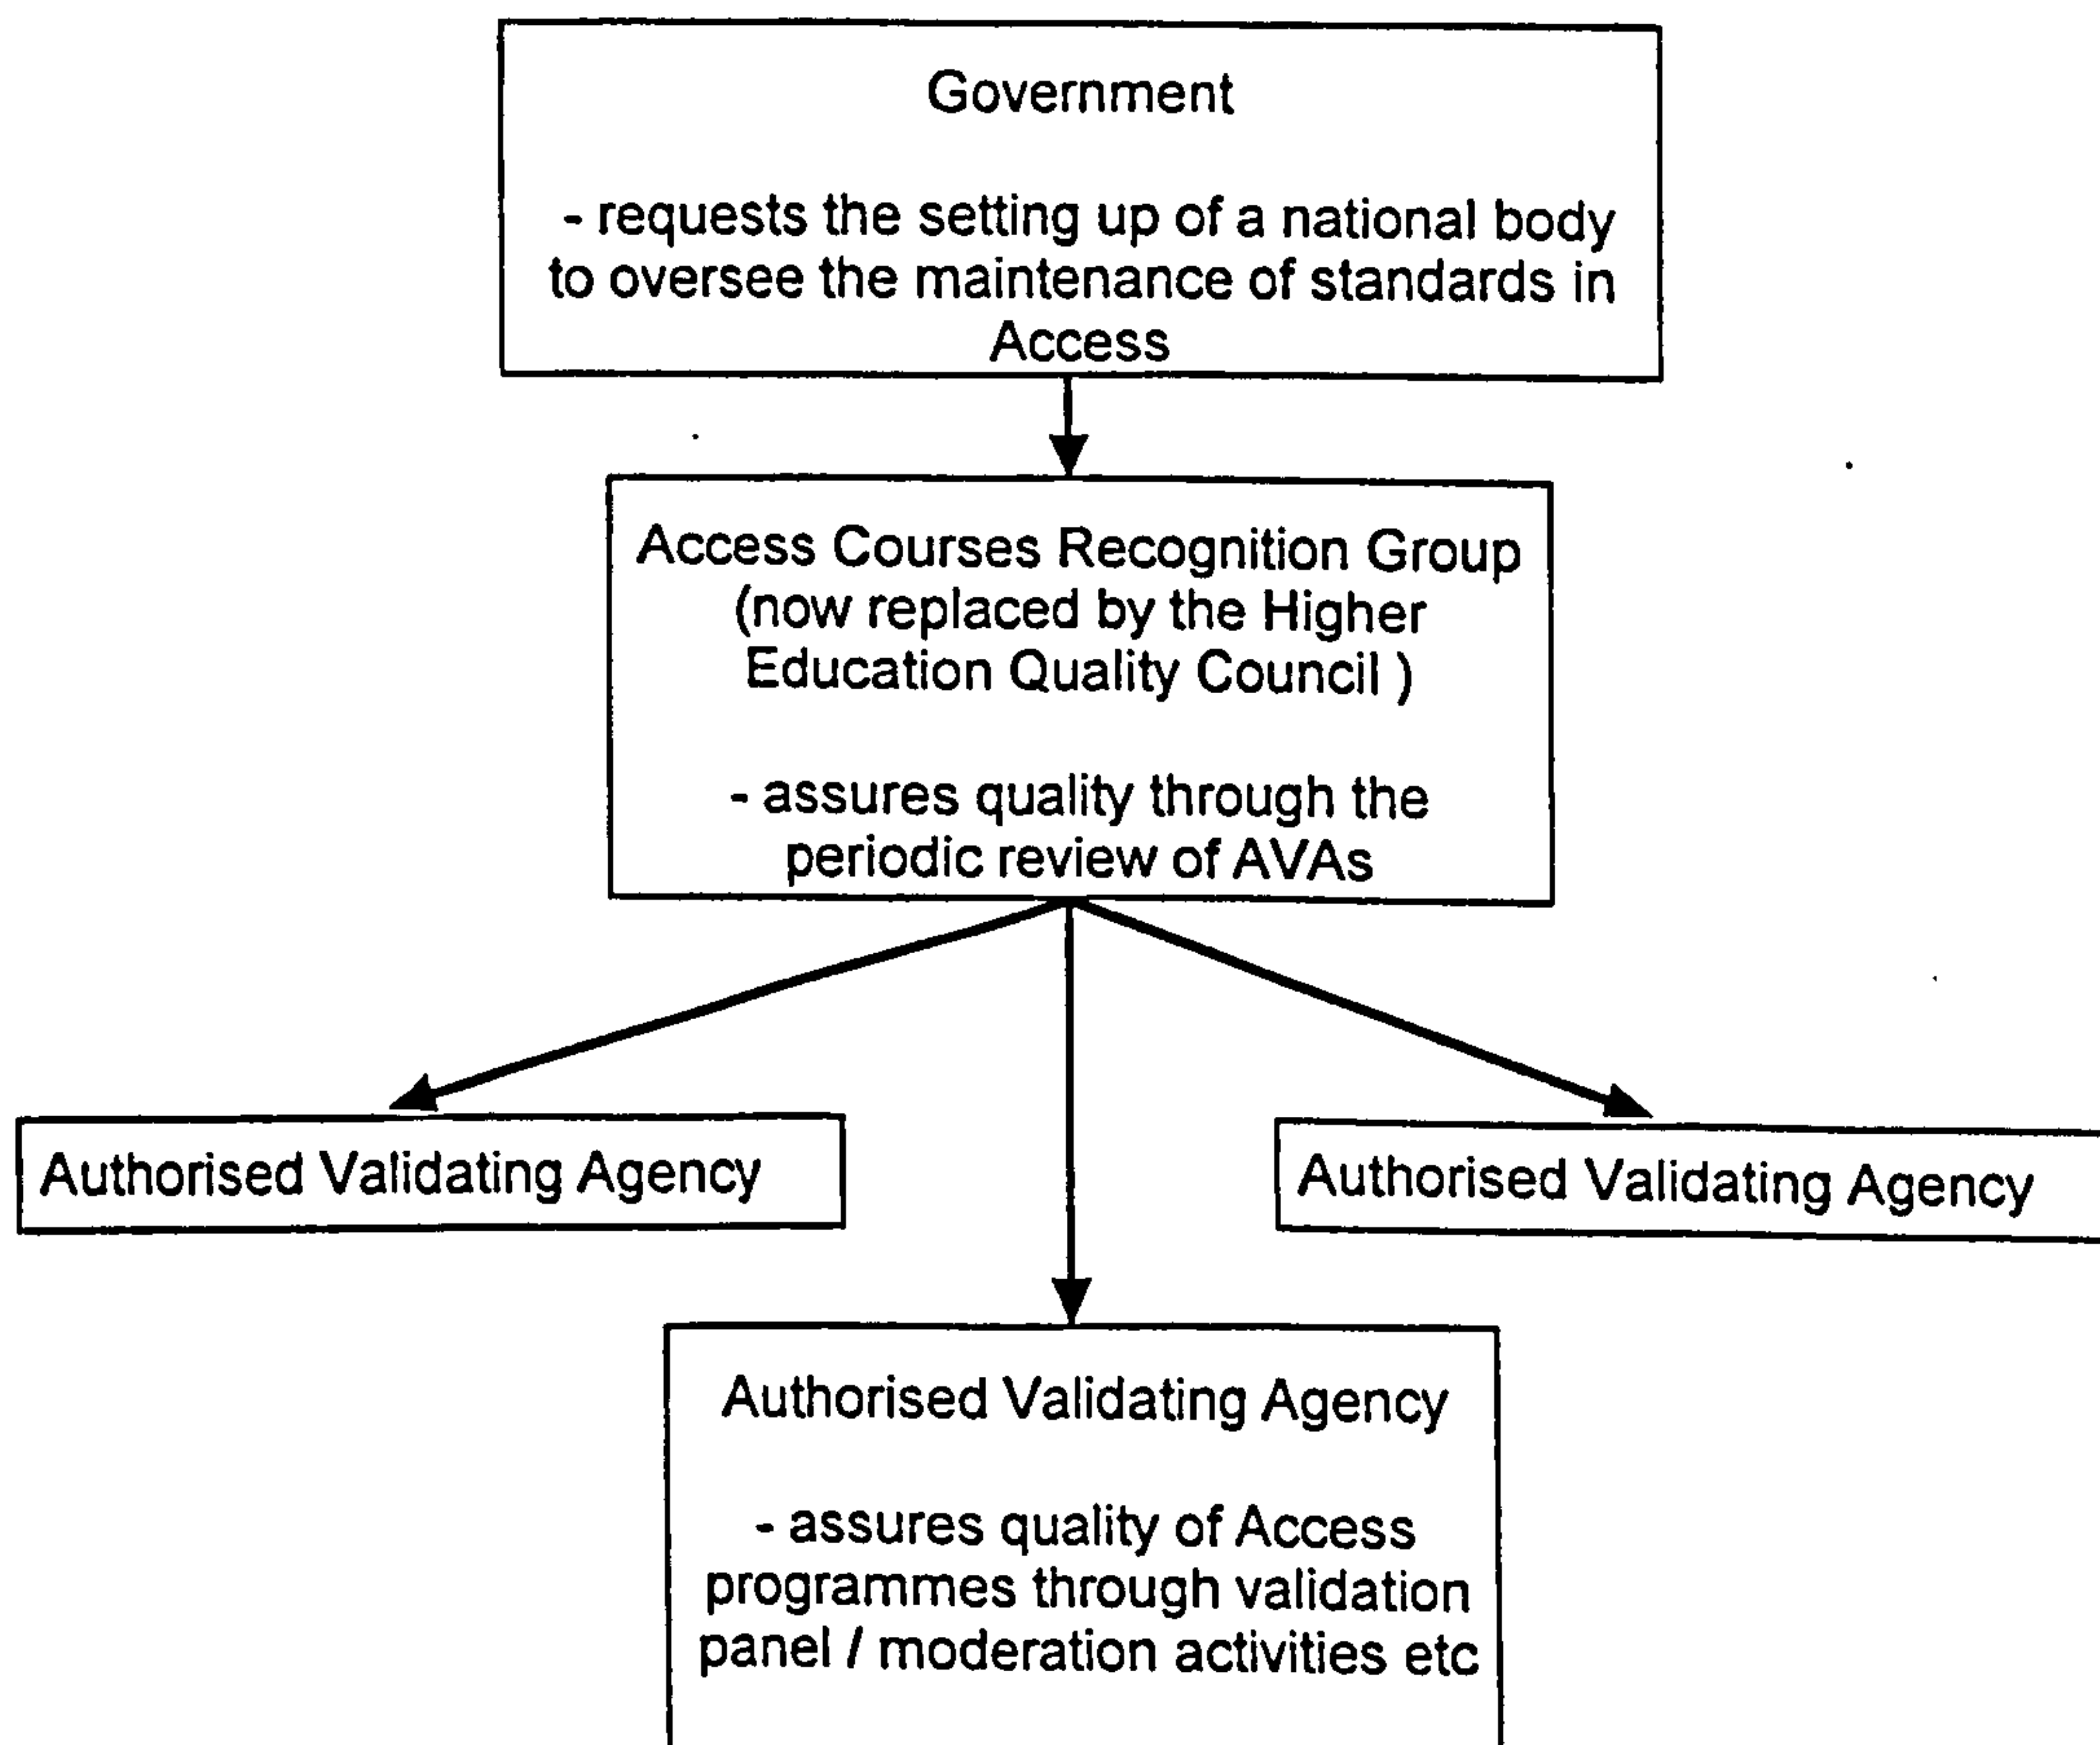 Government
- requests the setting up of a national body
to oversee the maintenance of standards in
Access
Access Courses Recognition Group
(now replaced by the Higher
Education Quality Council )
- assures quality through the
periodic review of AVAs
Authorised Validating Agency
Authorised Validating Agency
Authorised Validating Agency
- assures quality of Access
programmes through validation
panel / moderation activities etc